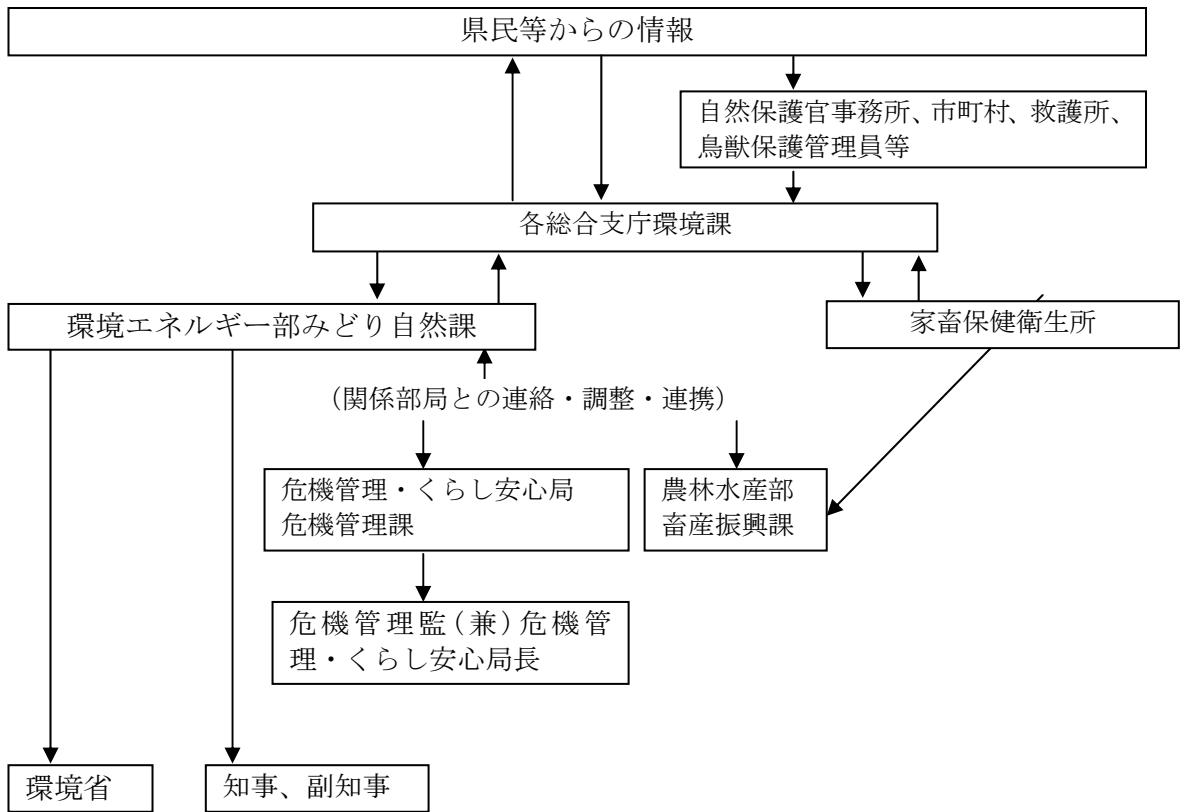 県民等からの情報
自然保護官事務所、市町村、救護所、
鳥獣保護管理員等
各総合支庁環境課
環境エネルギー部みどり自然課
家畜保健衛生所
（関係部局との連絡・調整・連携）
危機管理・くらし安心局
危機管理課
農林水産部
畜産振興課
危機管理監（兼）危機管
理・くらし安心局長
環境省
知事、副知事